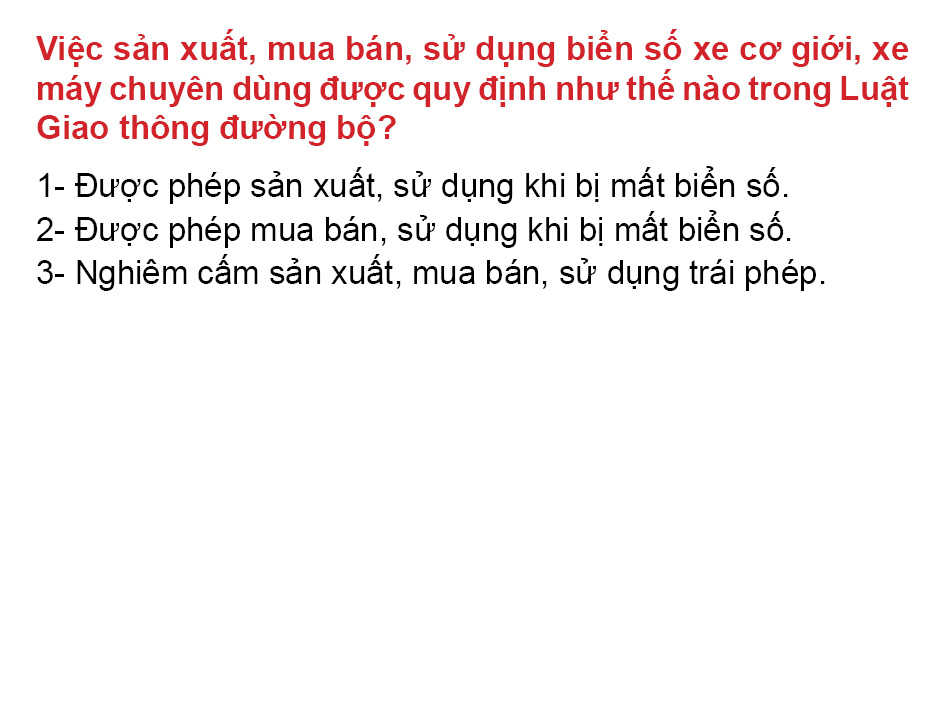 Việc sản xuất, mua bán, sử dụng biển số xe cơ giới, xe
máy chuyên dùng được quy định như thế nào trong Luật
Giao thông đường bộ?
1- Được phép sản xuất, sử dụng khi bị mất biển số.
2- Được phép mua bán, sử dụng khi bị mất biển số.
3- Nghiêm cấm sản xuất, mua bán, sử dụng trái phép.